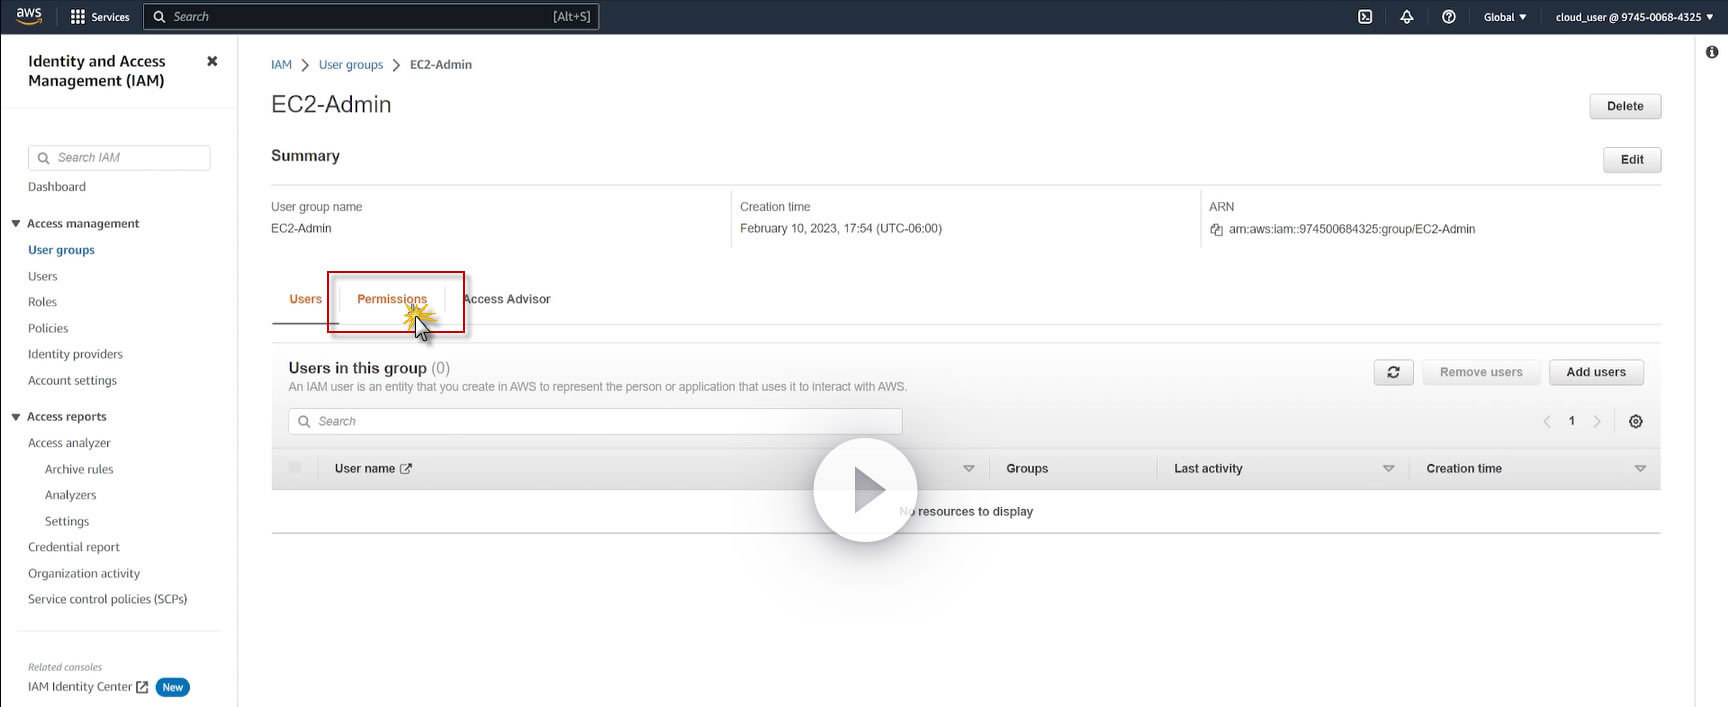 aws Services Search [Alt+S] Global cloud_user @ 9745-0068-4325
Identity and Access
Management (IAM)
Search IAM
Dashboard
Access management
User groups
Users
Roles
Policies
Identity providers
Account settings
Access reports
Access analyzer
Archive rules
Analyzers
Settings
Credential report
Organization activity
Service control policies (SCPs)
Related consoles
IAM Identity Center New
IAM > User groups > EC2-Admin
EC2-Admin
Delete
Summary
Edit
User group name
EC2-Admin
Creation time
February 10, 2023, 17:54 (UTC-06:00)
ARN
arn:aws:iam::974500684325:group/EC2-Admin
Users Permissions Access Advisor
Users in this group (0)
An IAM user is an entity that you create in AWS to represent the person or application that uses it to interact with AWS.
Remove users Add users
Search
1
User name Groups Last activity Creation time
No resources to display